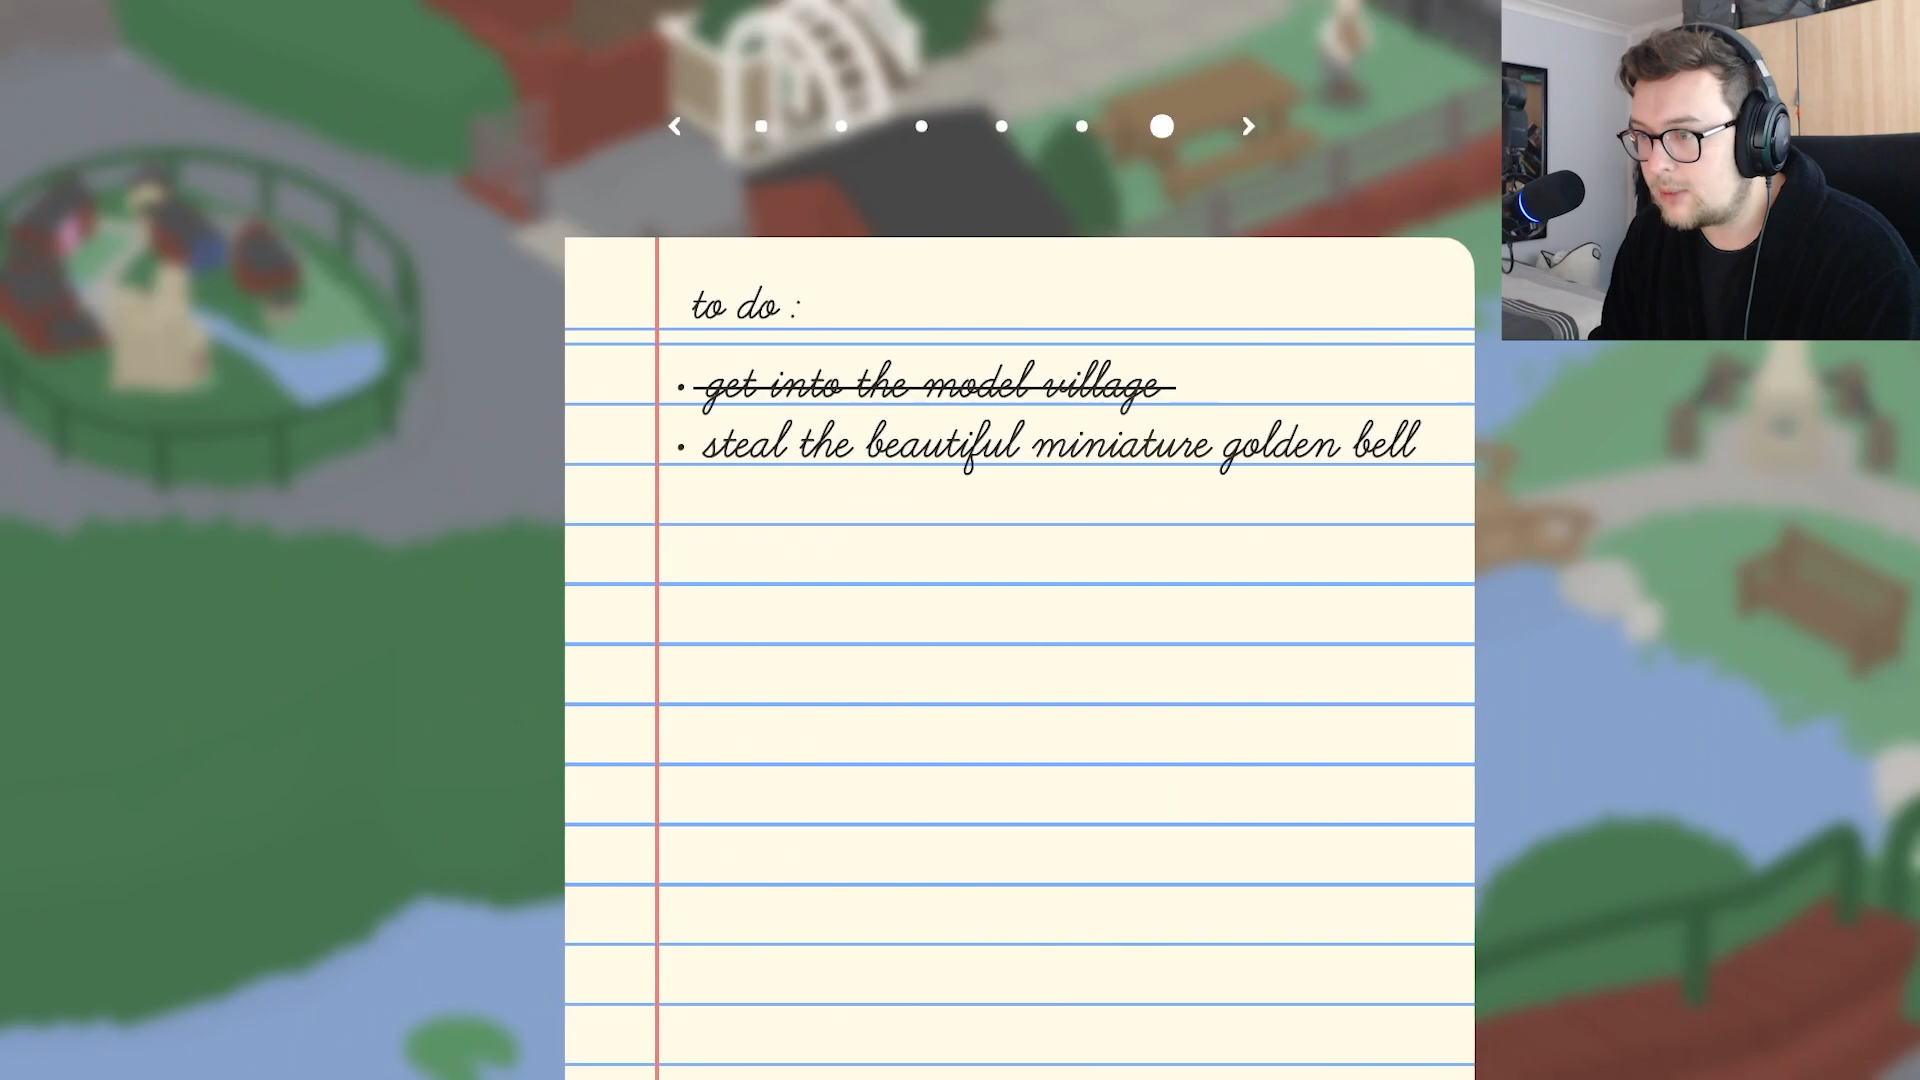 to do :
• get into the model village
• steal the beautiful miniature golden bell